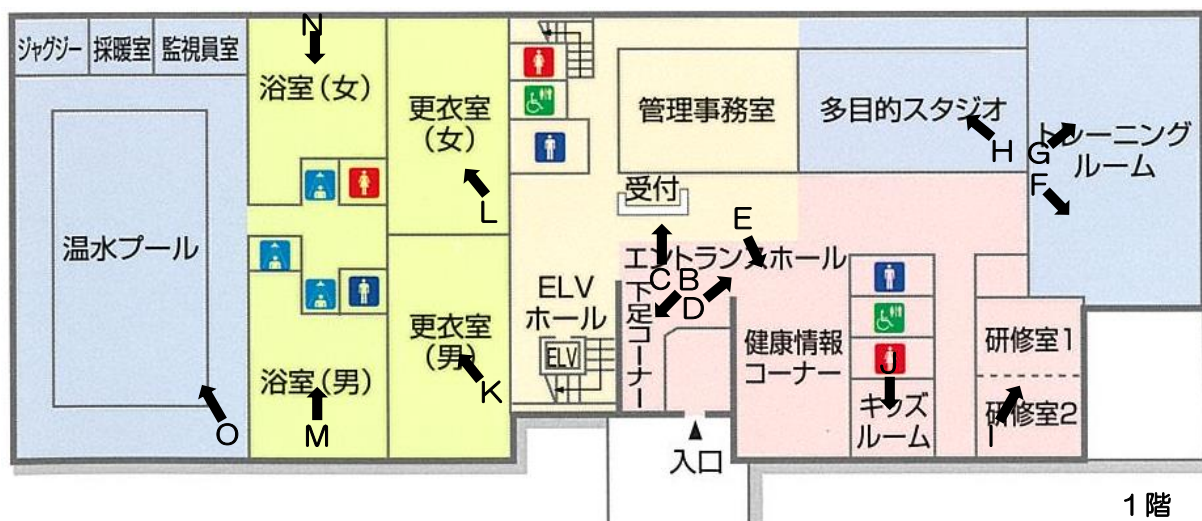 ジャグジー
採暖室
監視員室
N
浴室(女)
更衣室
(女)
管理事務室
多目的スタジオ
H
G
トレーニング
ルーム
F
受付
L
E
エントランスホール
温水プール
C
B
D
下足コーナー
ELV
ホール
ELV
更衣室
(男)
K
浴室(男)
M
O
健康情報
コーナー
J
キッズ
ルーム
研修室1
研修室2
I
入口
1階